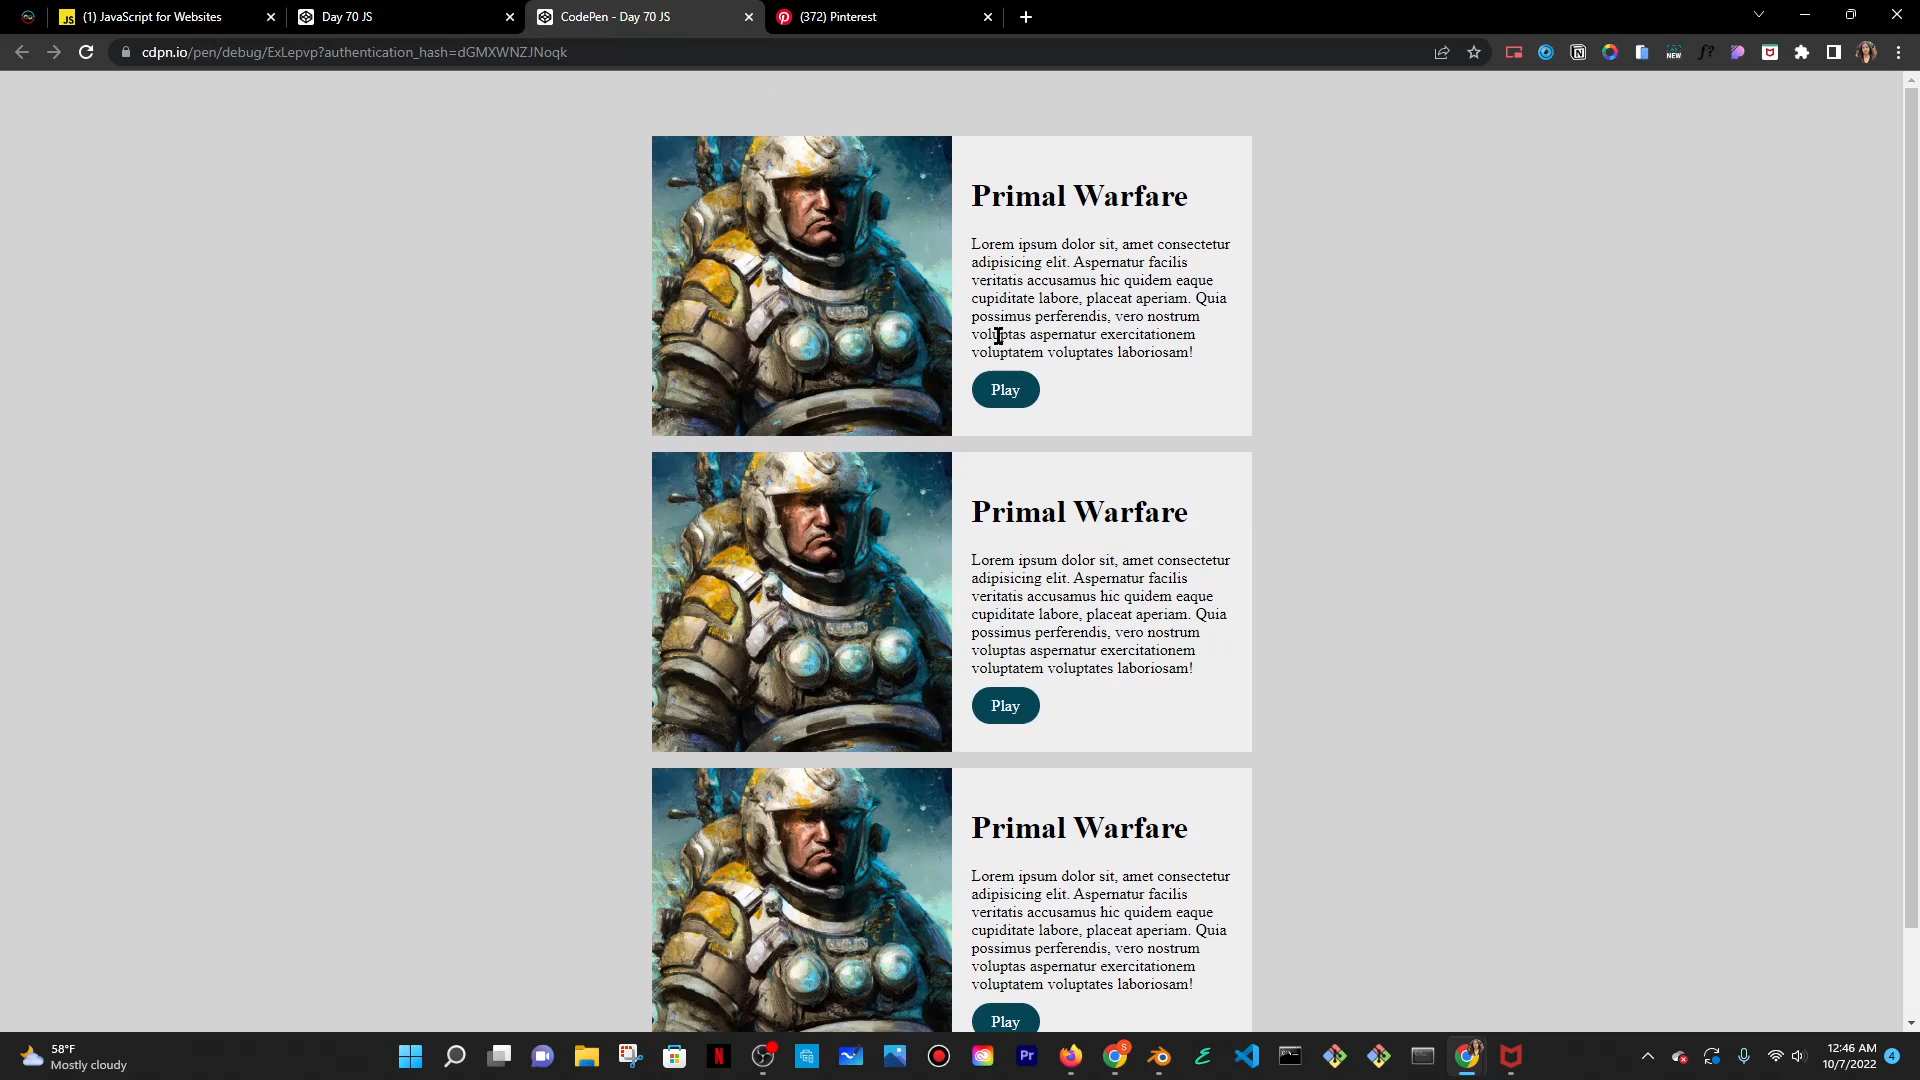 (1) JavaScript for Websites
Day 70 JS
CodePen - Day 70 JS
(372) Pinterest
cdpn.io/pen/debug/ExLepvp?authentication_hash=dGMXWNZJNoqk
Primal Warfare
Lorem ipsum dolor sit, amet consectetur
adipisicing elit. Aspernatur facilis
veritatis accusamus hic quidem eaque
cupiditate labore, placeat aperiam. Quia
possimus perferendis, vero nostrum
voluptas aspernatur exercitationem
voluptatem voluptates laboriosam!
Play
Primal Warfare
Lorem ipsum dolor sit, amet consectetur
adipisicing elit. Aspernatur facilis
veritatis accusamus hic quidem eaque
cupiditate labore, placeat aperiam. Quia
possimus perferendis, vero nostrum
voluptas aspernatur exercitationem
voluptatem voluptates laboriosam!
Play
Primal Warfare
Lorem ipsum dolor sit, amet consectetur
adipisicing elit. Aspernatur facilis
veritatis accusamus hic quidem eaque
cupiditate labore, placeat aperiam. Quia
possimus perferendis, vero nostrum
voluptas aspernatur exercitationem
voluptatem voluptates laboriosam!
Play
58°F
Mostly cloudy
12:46 AM
10/7/2022
4